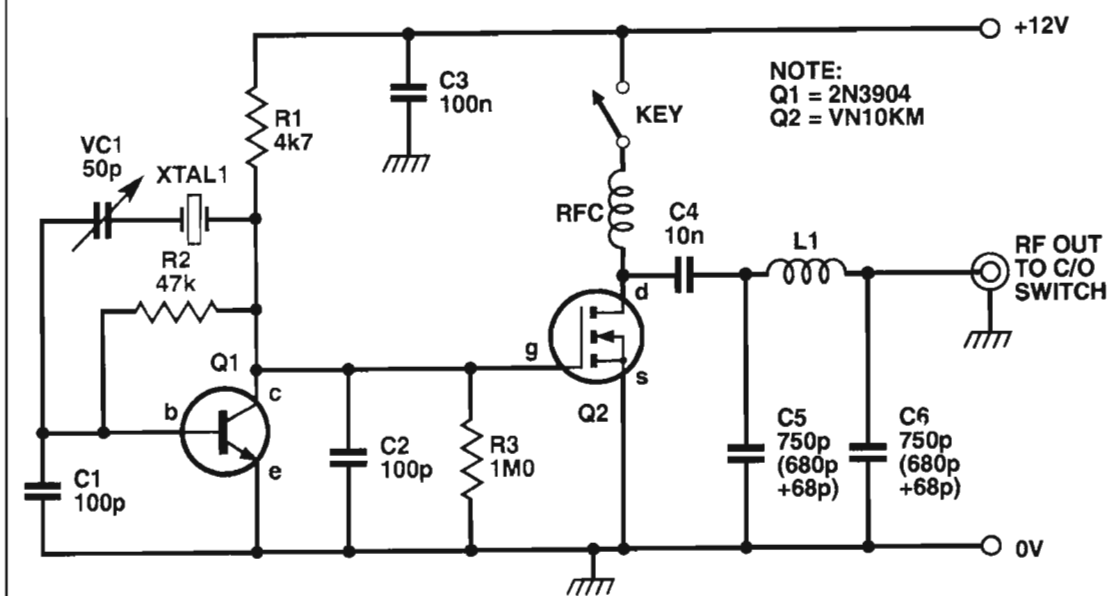 +12V
NOTE:
Q1 = 2N3904
Q2 = VN10KM
C3
100n
R1
4k7
KEY
VC1
50p
XTAL1
RFC
C4
10n
L1
RF OUT
TO C/O
SWITCH
R2
47k
d
g
s
Q2
Q1
c
b
e
C1
100p
C2
100p
R3
1M0
C5
750p
(680p
+68p)
C6
750p
(680p
+68p)
0V